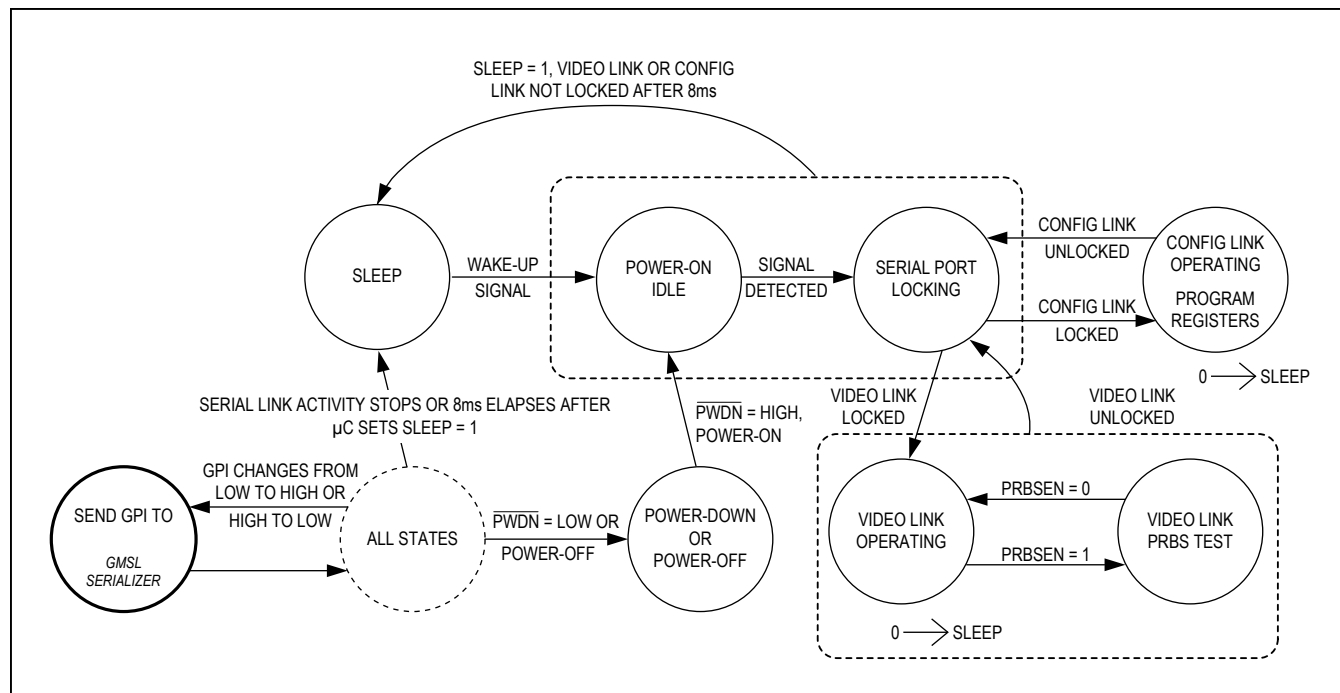 SLEEP = 1, VIDEO LINK OR CONFIG
LINK NOT LOCKED AFTER 8ms
SLEEP
WAKE-UP
SIGNAL
POWER-ON
IDLE
SIGNAL
DETECTED
SERIAL PORT
LOCKING
CONFIG LINK
UNLOCKED
CONFIG LINK
LOCKED
CONFIG LINK
OPERATING
PROGRAM
REGISTERS
0 → SLEEP
SERIAL LINK ACTIVITY STOPS OR 8ms ELAPSES AFTER
µC SETS SLEEP = 1
PWDN = HIGH,
POWER-ON
VIDEO LINK
LOCKED
VIDEO LINK
UNLOCKED
GPI CHANGES FROM
LOW TO HIGH OR
HIGH TO LOW
SEND GPI TO
GMSL
SERIALIZER
ALL STATES
PWDN = LOW OR
POWER-OFF
POWER-DOWN
OR
POWER-OFF
VIDEO LINK
OPERATING
PRBSEN = 0
PRBSEN = 1
VIDEO LINK
PRBS TEST
0 → SLEEP